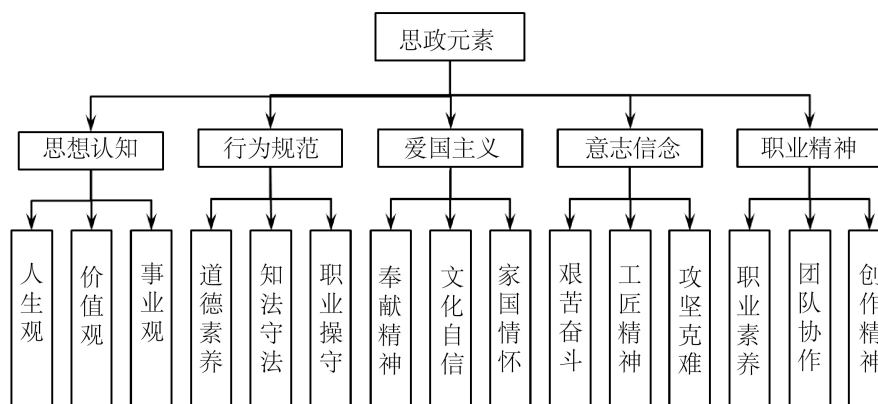 思政元素
思想认知
行为规范
爱国主义
意志信念
职业精神
人生观
价值观
事业观
道德素养
知法守法
职业操守
奉献精神
文化自信
家国情怀
艰苦奋斗
工匠精神
攻坚克难
职业素养
团队协作
创作精神